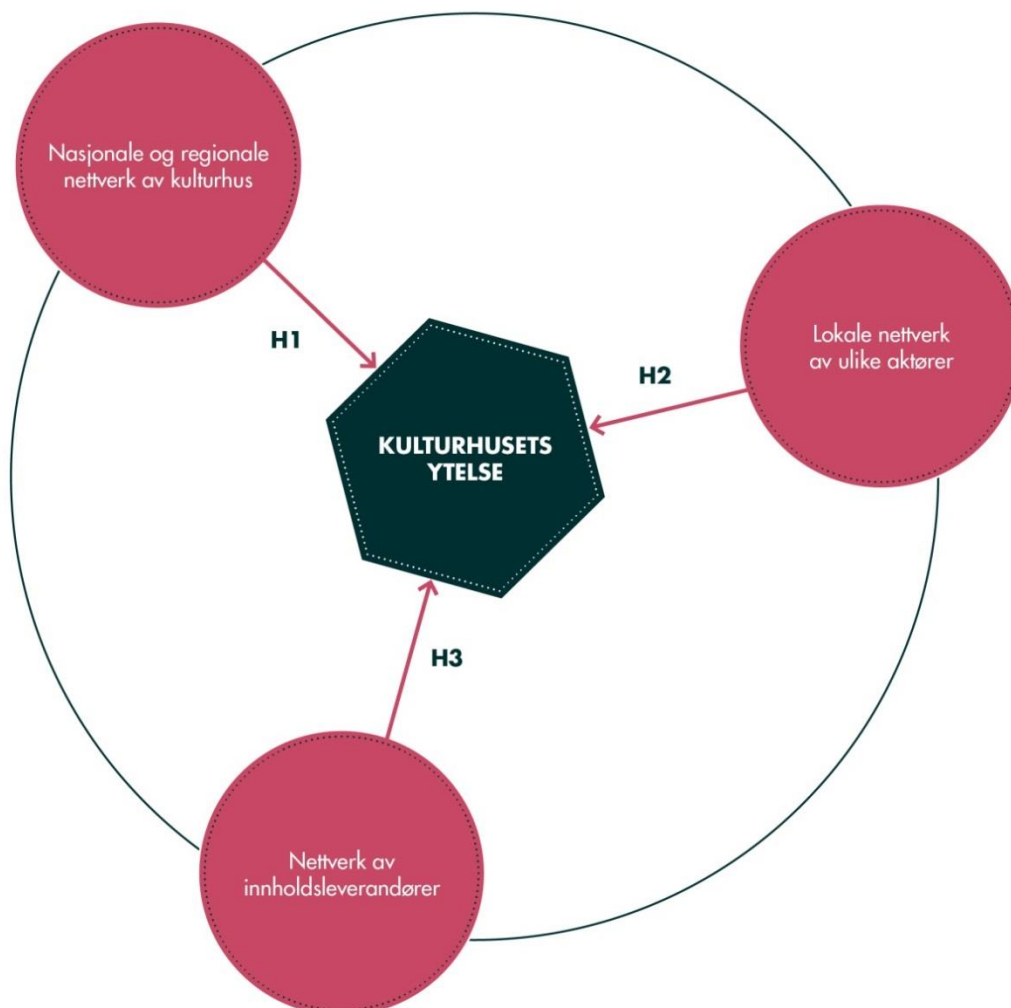 Nasjonale og regionale
nettverk av kulturhus
H1
Lokale nettverk
av ulike aktører
H2
KULTURHUSETS
YTELSE
H3
Nettverk av
innholdsleverandører